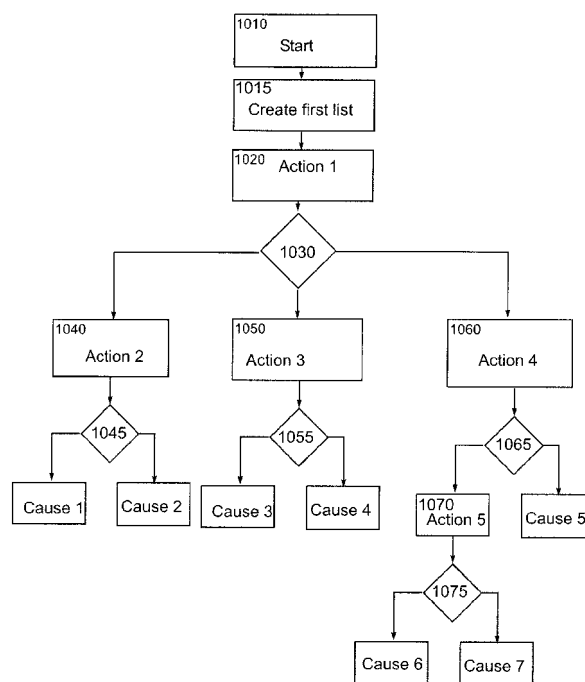 1010
Start
1015
Create first list
1020
Action 1
1030
1040
Action 2
1050
Action 3
1060
Action 4
1045
1055
1065
Cause 1
Cause 2
Cause 3
Cause 4
1070
Action 5
Cause 5
1075
Cause 6
Cause 7